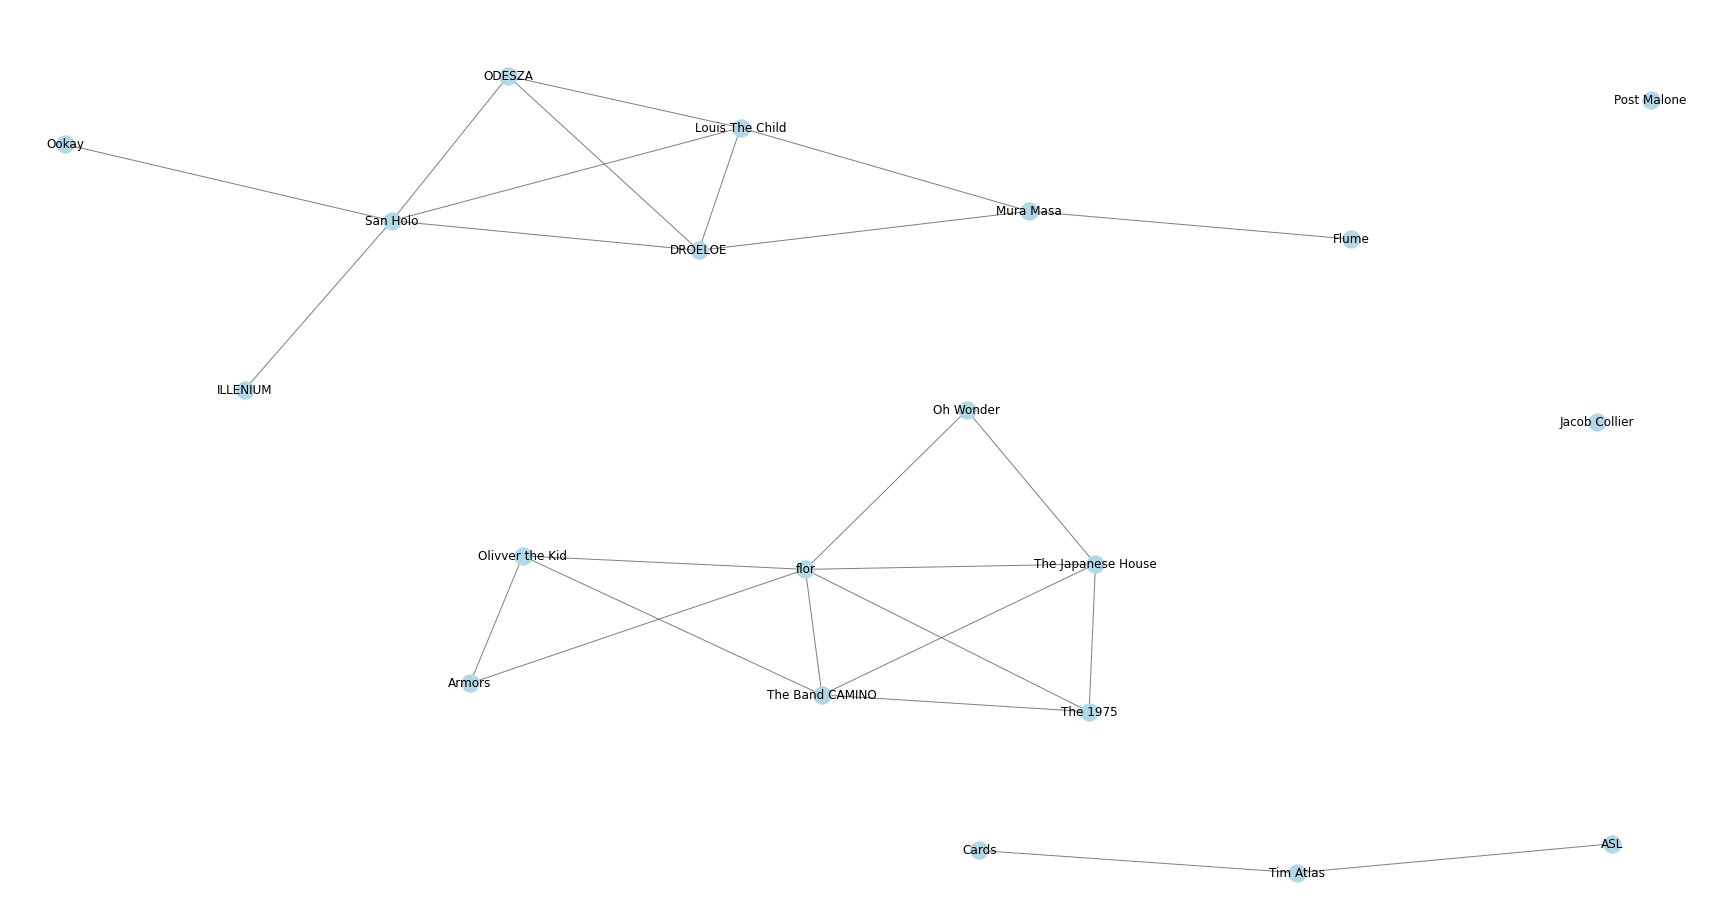 ODESZA
Post Malone
Louis The Child
Ookay
Mura Masa
San Holo
Flume
DROELOE
ILLENIUM
Oh Wonder
Jacob Collier
Olivver the Kid
The Japanese House
flor
Armors
The Band CAMINO
The 1975
ASL
Cards
Tim Atlas